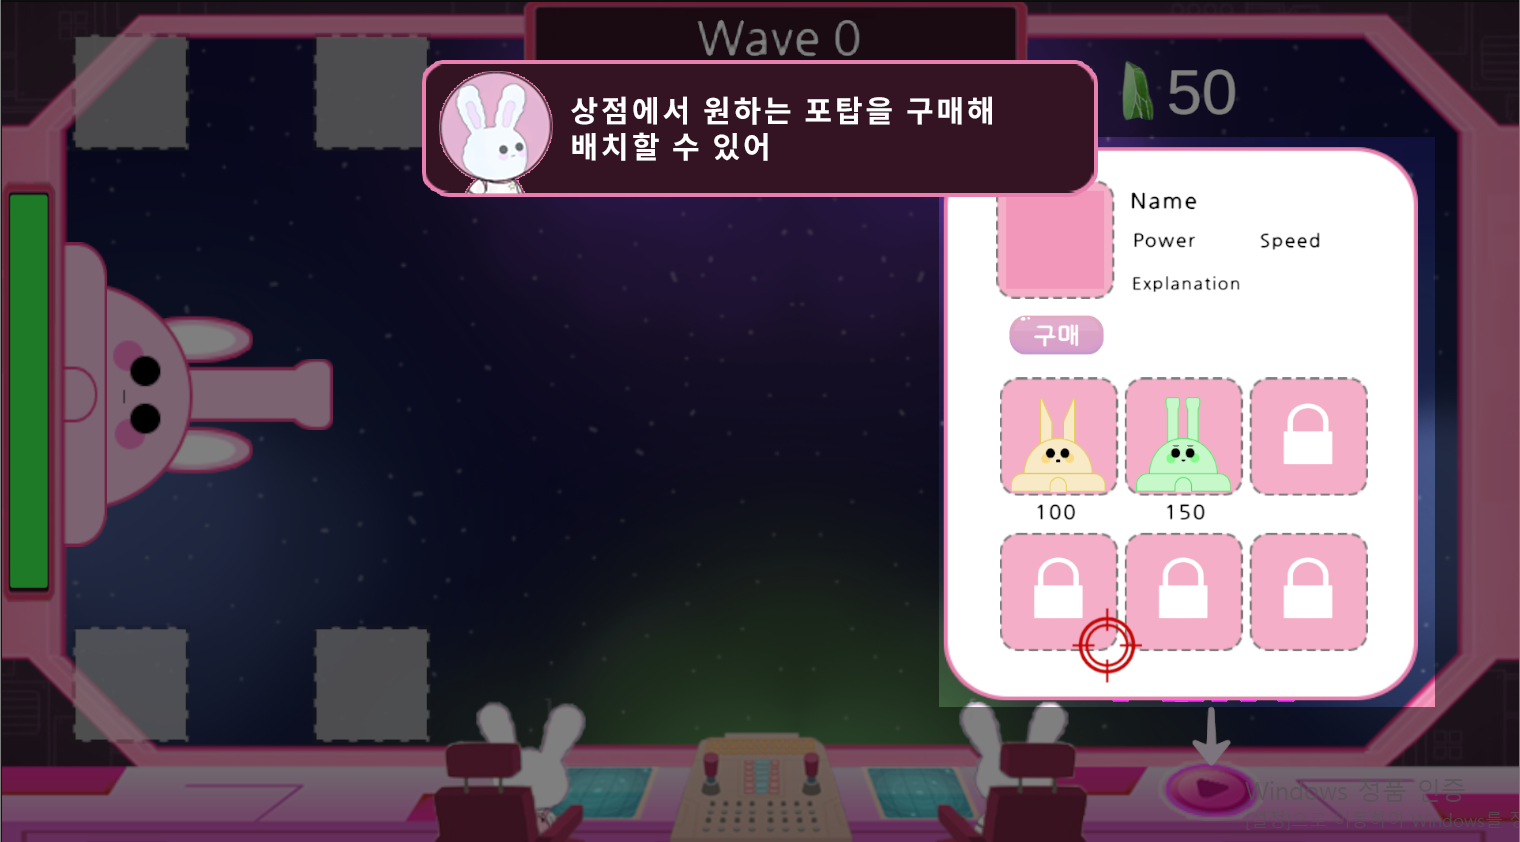 Wave 0
상점에서 원하는 포탑을 구매해
배치할 수 있어
50
Name
Power Speed
Explanation
구매
100 150
Windows 정품 인증